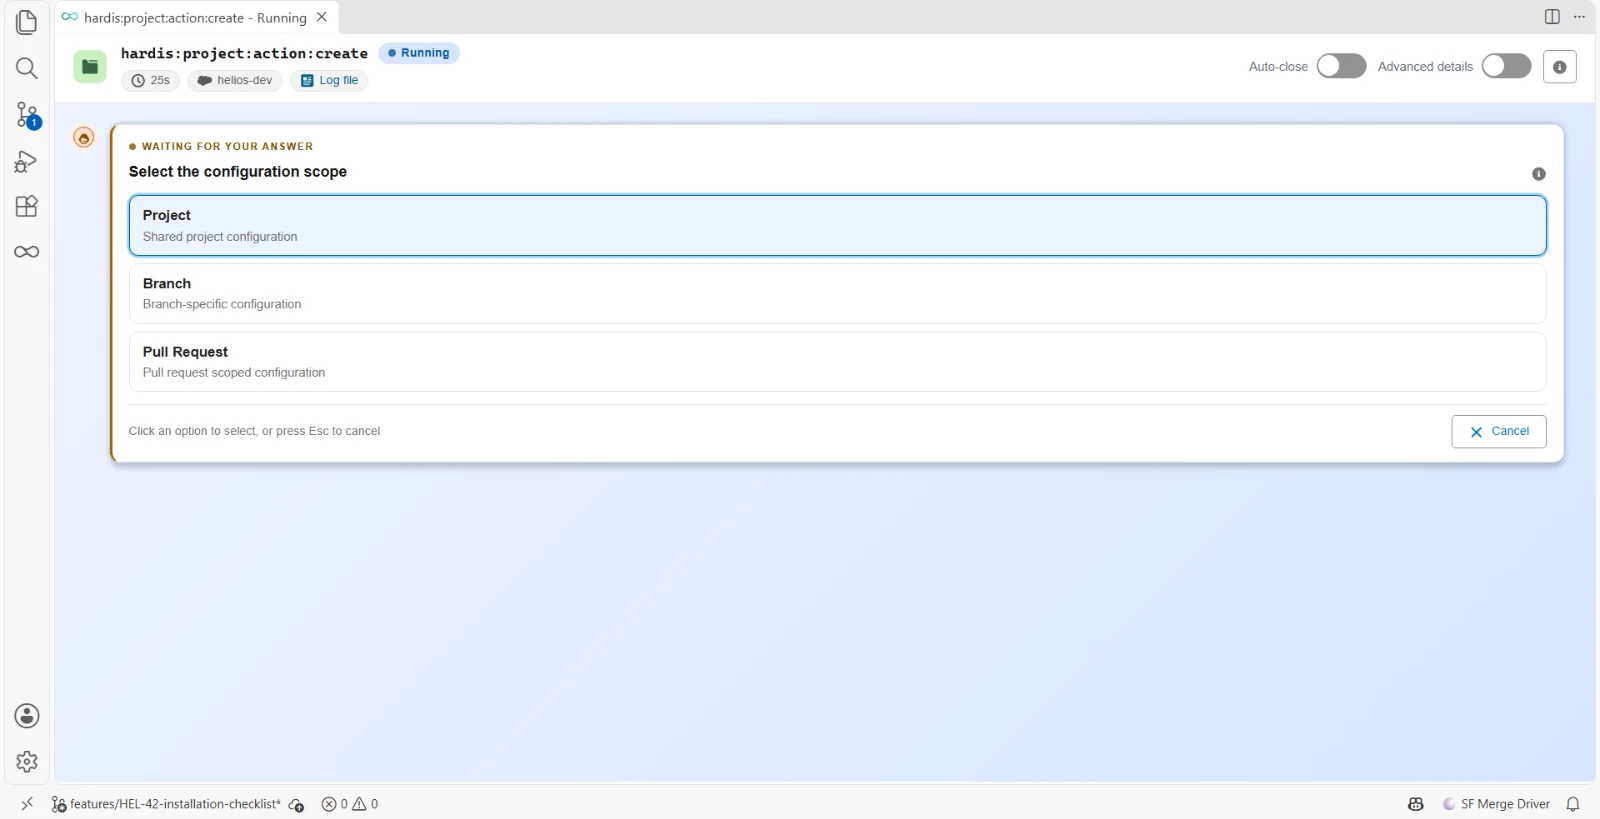 hardis:project:action:create - Running
hardis:project:action:create
Running
25s
helios-dev
Log file
Auto-close
Advanced details
1
WAITING FOR YOUR ANSWER
Select the configuration scope
Project
Shared project configuration
Branch
Branch-specific configuration
Pull Request
Pull request scoped configuration
Click an option to select, or press Esc to cancel
Cancel
features/HEL-42-installation-checklist*
0
0
SF Merge Driver